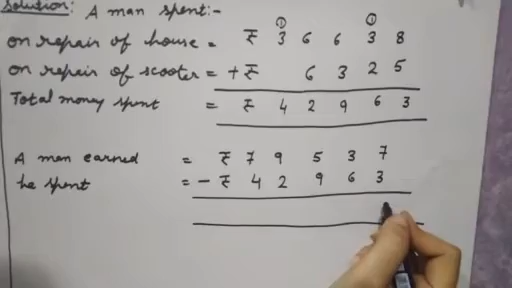 Solution: A man spent:-
① ①
on repair of house = ₹ 3 6 6 3 8
on repair of scooter = + ₹ 6 3 2 5
Total money spent = ₹ 4 2 9 6 3
A man earned = ₹ 7 9 5 3 7
he spent = - ₹ 4 2 9 6 3